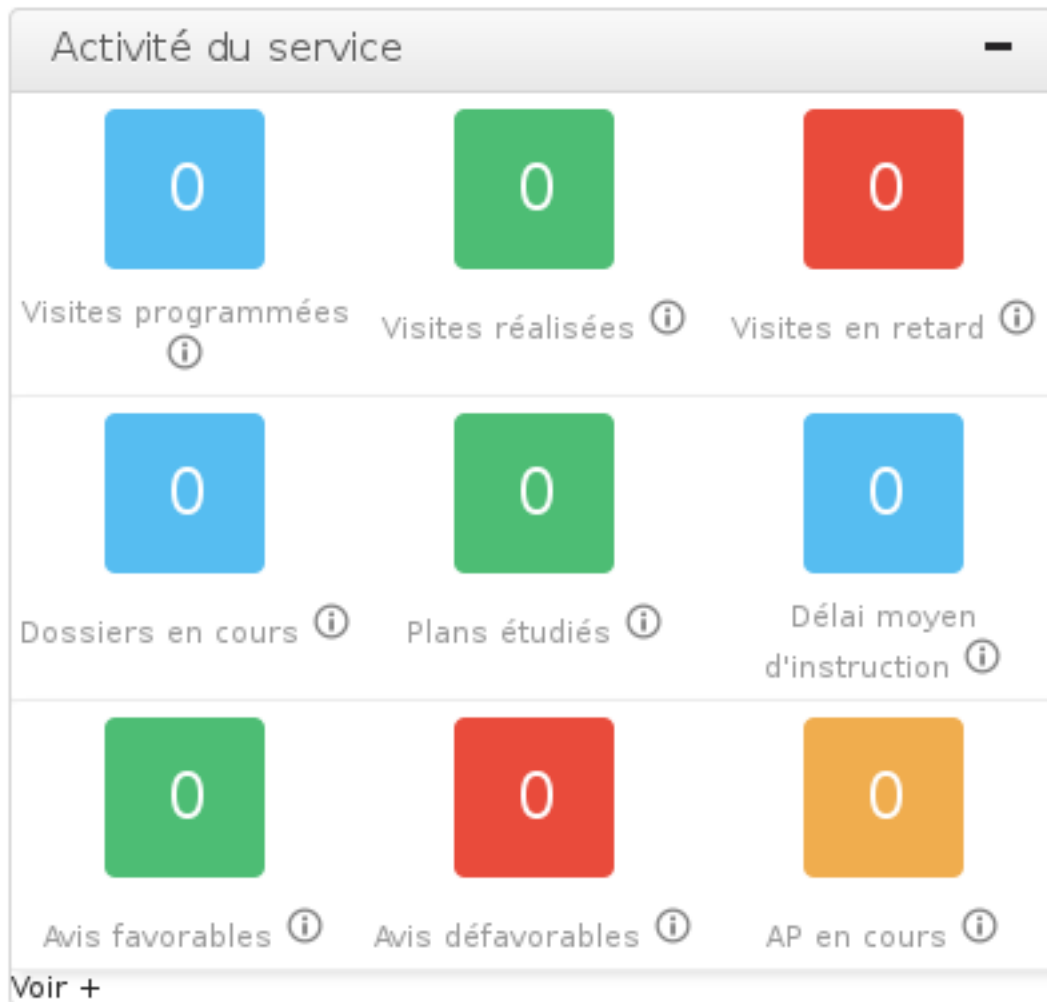 Activité du service
0 0 0
Visites programmées Visites réalisées Visites en retard
0 0 0
Dossiers en cours Plans étudiés Délai moyen
d'instruction
0 0 0
Avis favorables Avis défavorables AP en cours
Voir +